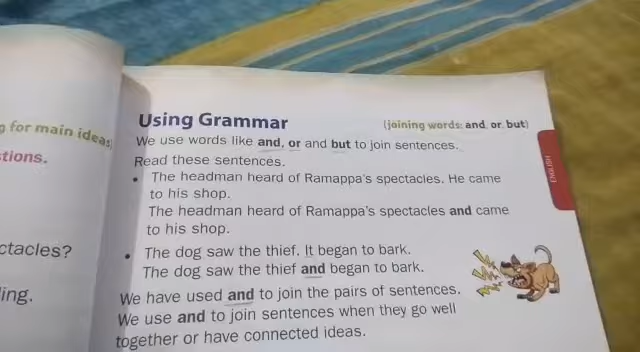 g for main ideas
stions.
ctacles?
ing.
Using Grammar
(joining words: and, or, but)
We use words like and, or and but to join sentences.
Read these sentences.
• The headman heard of Ramappa's spectacles. He came
to his shop.
The headman heard of Ramappa's spectacles and came
to his shop.
• The dog saw the thief. It began to bark.
The dog saw the thief and began to bark.
We have used and to join the pairs of sentences.
We use and to join sentences when they go well
together or have connected ideas.
ENGLISH